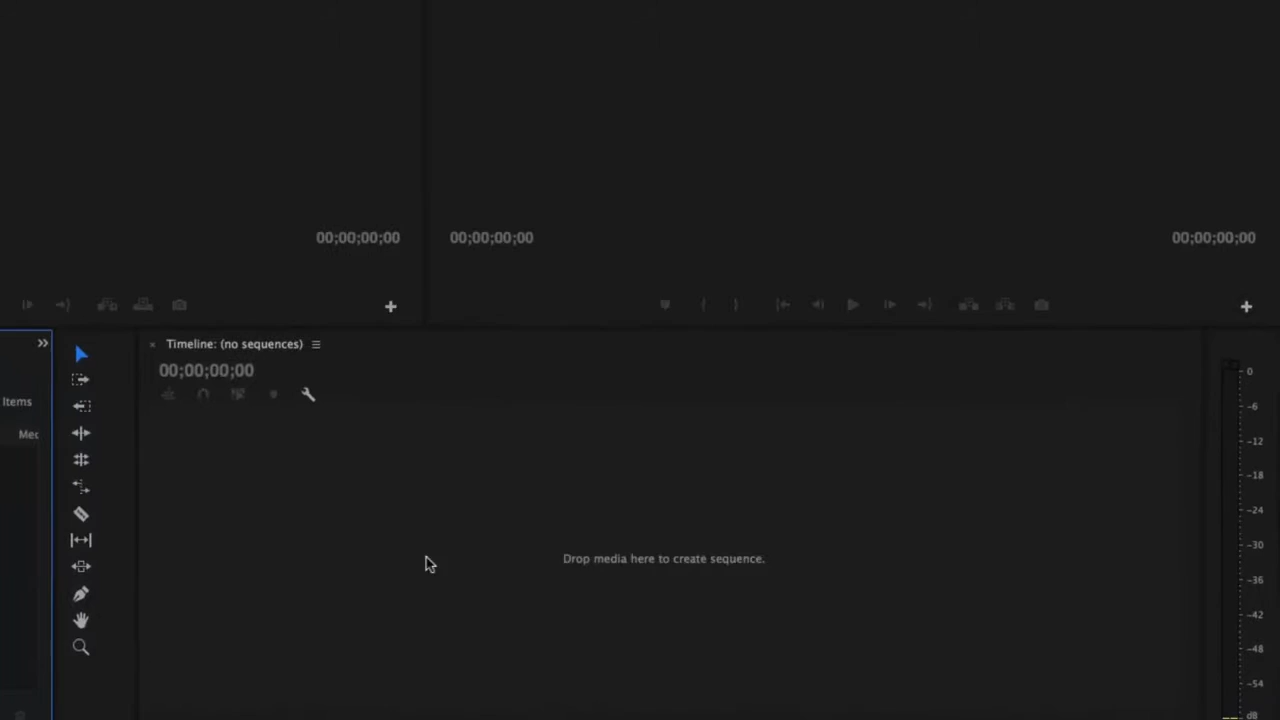 00;00;00;00
00;00;00;00
00;00;00;00
Timeline: (no sequences)
00;00;00;00
Items
Med
Drop media here to create sequence.
0
-6
-12
-18
-24
-30
-36
-42
-48
-54
dB